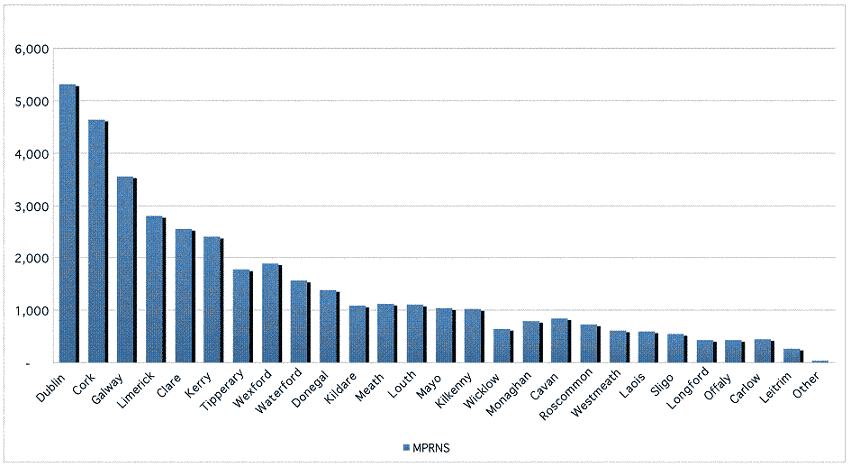 6,000
5,000
4,000
3,000
2,000
1,000
-
Dublin
Cork
Galway
Limerick
Clare
Kerry
Tipperary
Wexford
Waterford
Donegal
Kildare
Meath
Louth
Mayo
Kilkenny
Wicklow
Monaghan
Cavan
Roscommon
Westmeath
Laois
Sligo
Longford
Offaly
Carlow
Leitrim
Other
MPRNS